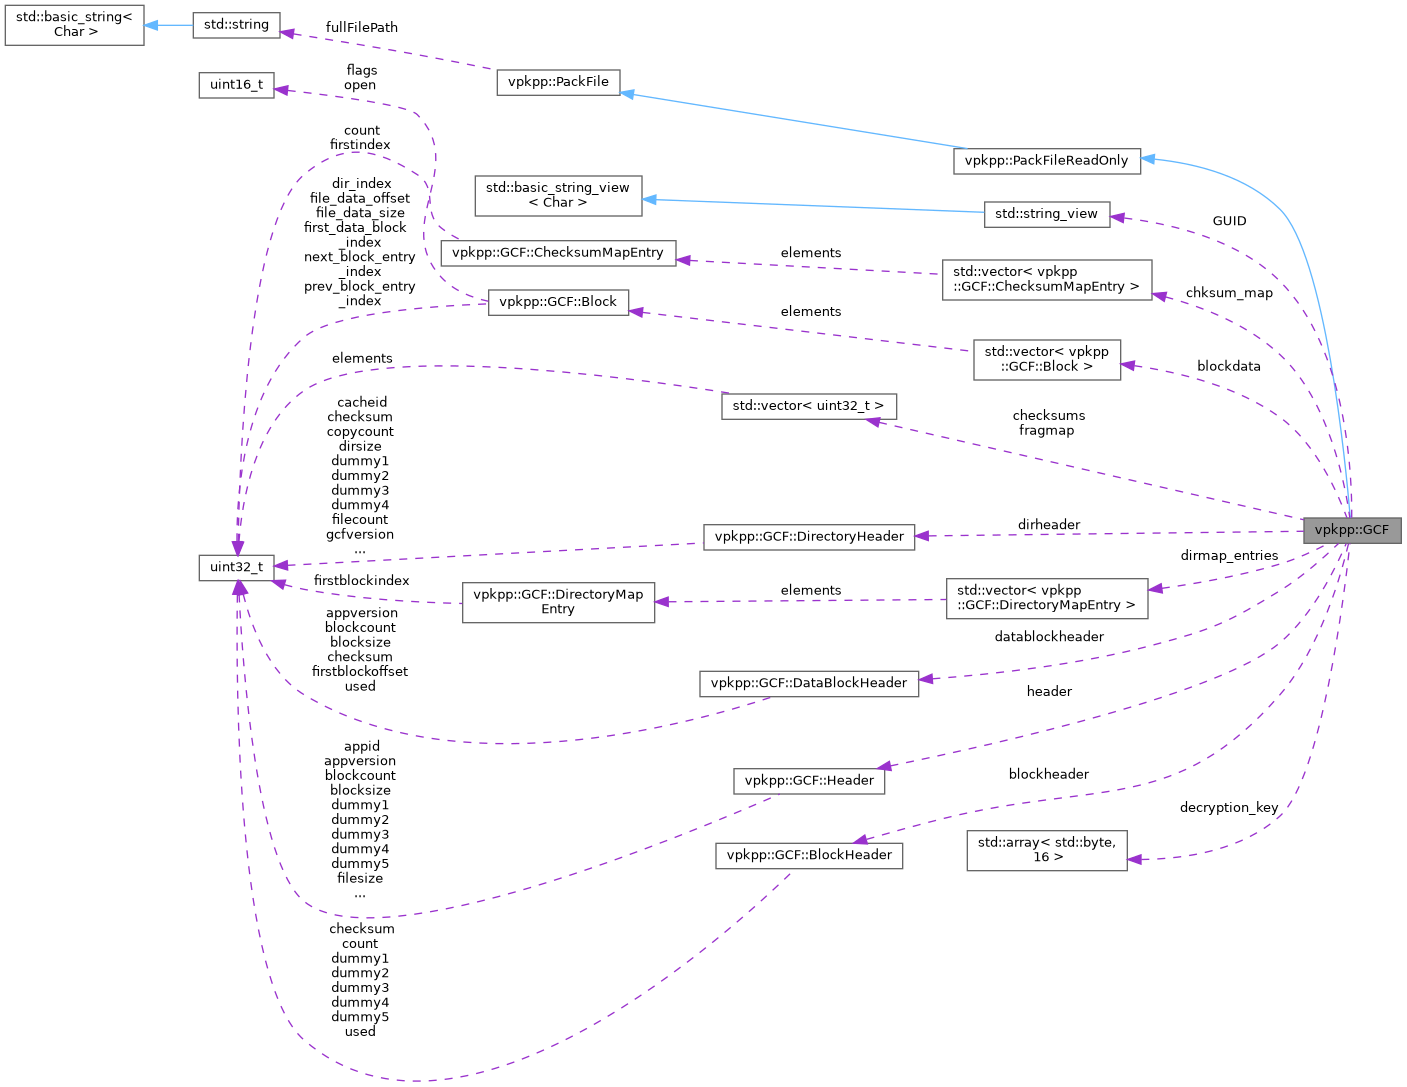 std::basic_string<
Char >
std::string
fullFilePath
vpkpp::PackFile
uint16_t
flags
open
count
firstindex
vpkpp::PackFileReadOnly
dir_index
file_data_offset
file_data_size
first_data_block
_index
next_block_entry
_index
prev_block_entry
_index
std::basic_string_view
< Char >
std::string_view
GUID
vpkpp::GCF::ChecksumMapEntry
elements
std::vector< vpkpp
::GCF::ChecksumMapEntry >
chksum_map
vpkpp::GCF::Block
elements
std::vector< vpkpp
::GCF::Block >
blockdata
elements
std::vector< uint32_t >
checksums
fragmap
cacheid
checksum
copycount
dirsize
dummy1
dummy2
dummy3
dummy4
filecount
gcfversion
...
vpkpp::GCF::DirectoryHeader
dirheader
vpkpp::GCF
uint32_t
firstblockindex
vpkpp::GCF::DirectoryMap
Entry
elements
std::vector< vpkpp
::GCF::DirectoryMapEntry >
dirmap_entries
appversion
blockcount
blocksize
checksum
firstblockoffset
used
vpkpp::GCF::DataBlockHeader
datablockheader
header
appid
appversion
blockcount
blocksize
dummy1
dummy2
dummy3
dummy4
dummy5
filesize
...
vpkpp::GCF::Header
blockheader
vpkpp::GCF::BlockHeader
decryption_key
std::array< std::byte,
16 >
checksum
count
dummy1
dummy2
dummy3
dummy4
dummy5
used